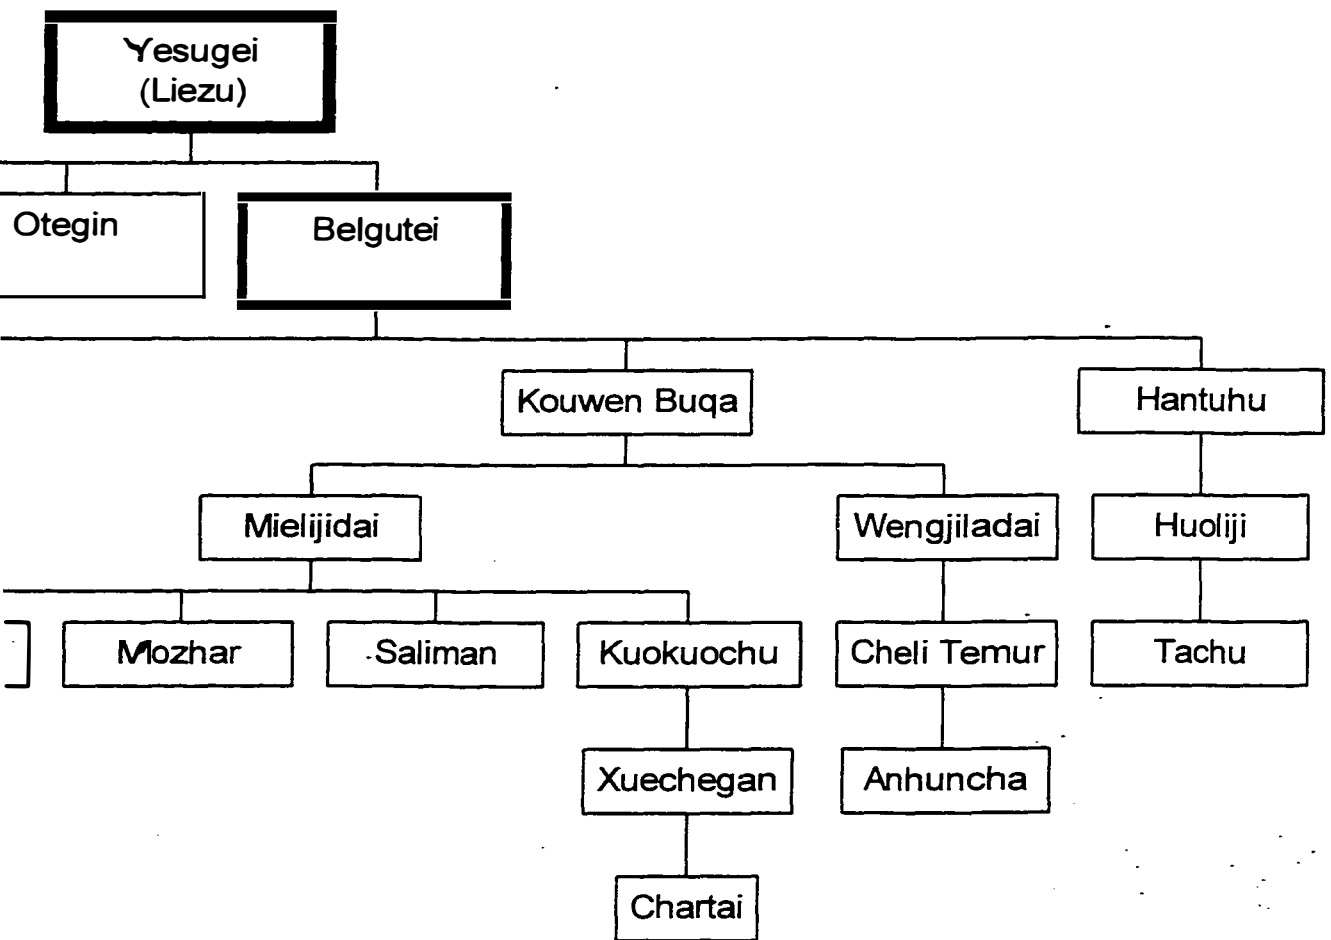 Yesugei
(Liezu)
Otegin
Belgutei
Kouwen Buqa
Hantuhu
Mielijidai
Wengjiladai
Huoliji
Mozhar
Saliman
Kuokuochu
Cheli Temur
Tachu
Xuechegan
Anhuncha
Chartai